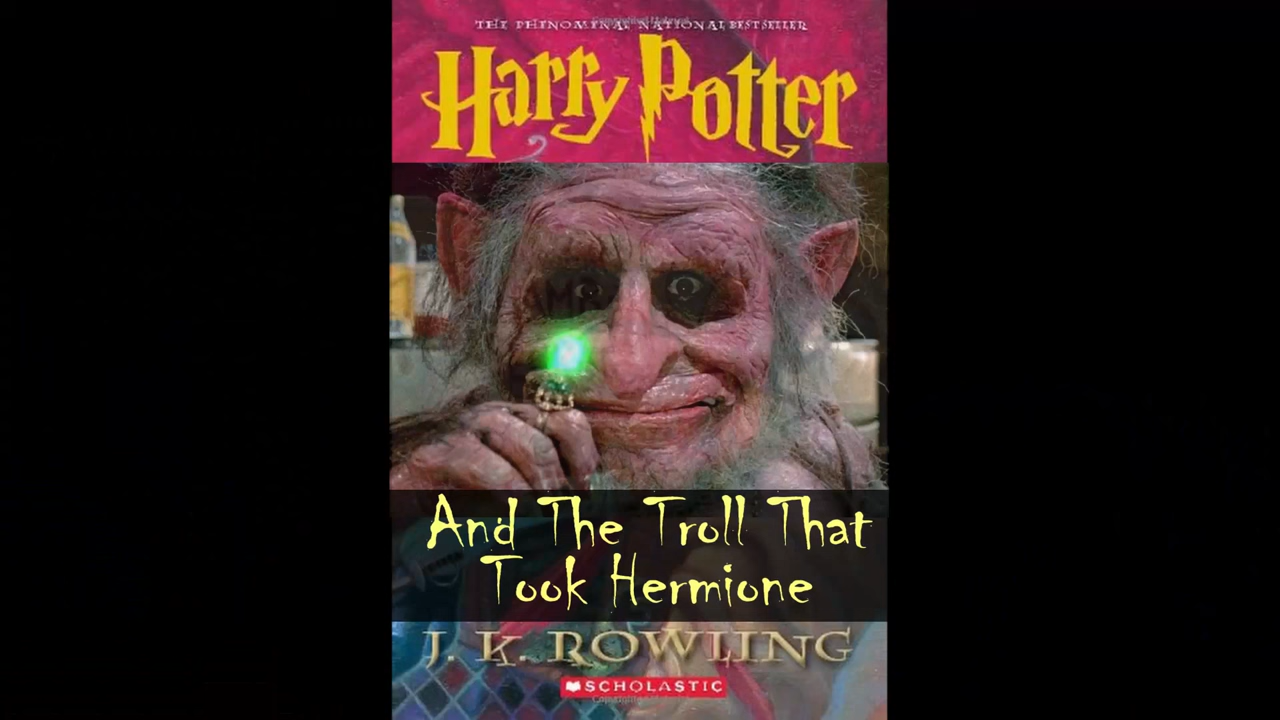 THE PHENOMENAL NATIONAL BESTSELLER
Harry Potter
And The Troll That
Took Hermione
J. K. ROWLING
SCHOLASTIC